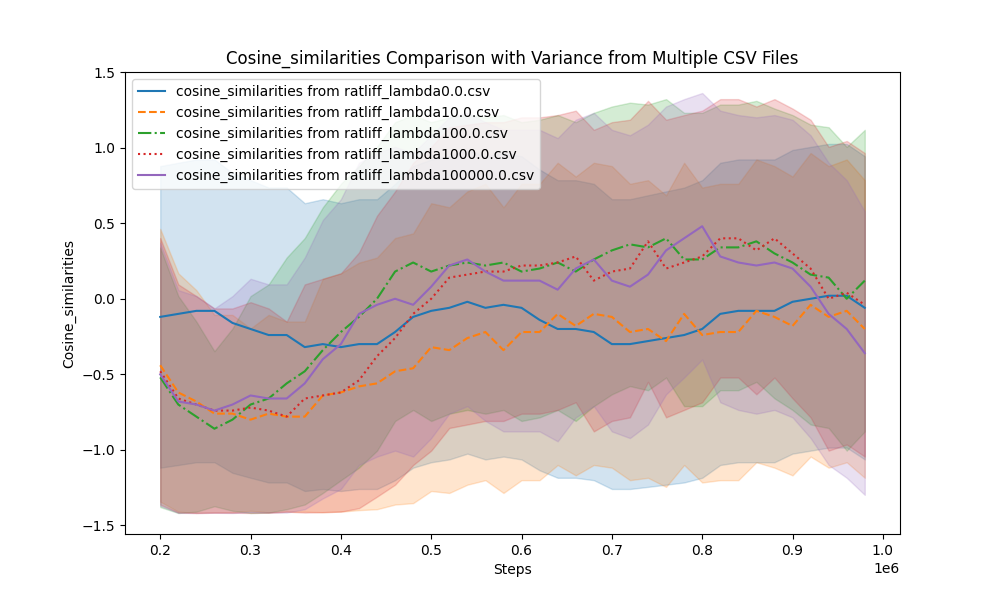 Cosine_similarities Comparison with Variance from Multiple CSV Files
cosine_similarities from ratliff_lambda0.0.csv
cosine_similarities from ratliff_lambda10.0.csv
cosine_similarities from ratliff_lambda100.0.csv
cosine_similarities from ratliff_lambda1000.0.csv
cosine_similarities from ratliff_lambda100000.0.csv
1.5
1.0
0.5
0.0
−0.5
−1.0
−1.5
Cosine_similarities
0.2 0.3 0.4 0.5 0.6 0.7 0.8 0.9 1.0
1e6
Steps